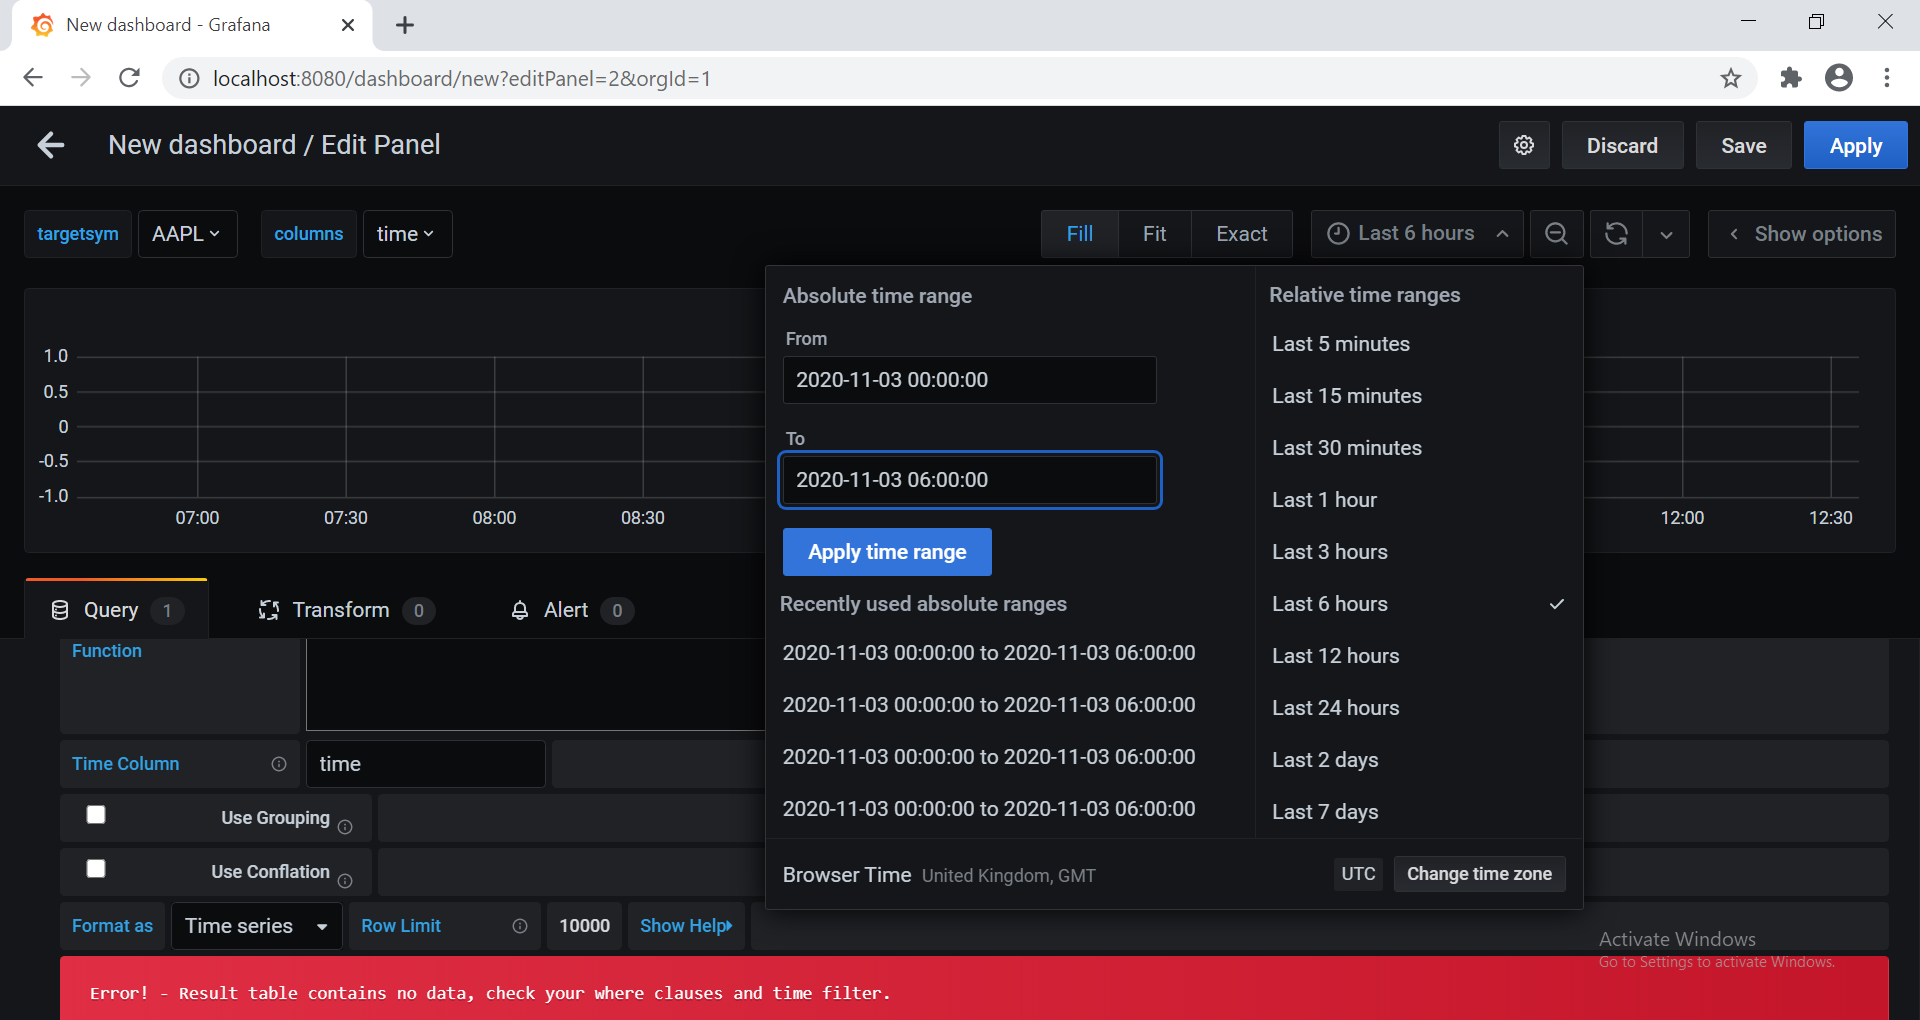 New dashboard - Grafana
localhost:8080/dashboard/new?editPanel=2&orgId=1
New dashboard / Edit Panel
Discard
Save
Apply
targetsym
AAPL
columns
time
Fill
Fit
Exact
Last 6 hours
Show options
Absolute time range
From
2020-11-03 00:00:00
To
2020-11-03 06:00:00
Apply time range
Recently used absolute ranges
2020-11-03 00:00:00 to 2020-11-03 06:00:00
2020-11-03 00:00:00 to 2020-11-03 06:00:00
2020-11-03 00:00:00 to 2020-11-03 06:00:00
2020-11-03 00:00:00 to 2020-11-03 06:00:00
Relative time ranges
Last 5 minutes
Last 15 minutes
Last 30 minutes
Last 1 hour
Last 3 hours
Last 6 hours
Last 12 hours
Last 24 hours
Last 2 days
Last 7 days
Browser Time United Kingdom, GMT
UTC
Change time zone
1.0
0.5
0
-0.5
-1.0
07:00
07:30
08:00
08:30
12:00
12:30
Query 1
Transform 0
Alert 0
Function
Time Column
time
Use Grouping
Use Conflation
Format as
Time series
Row Limit
10000
Show Help
Activate Windows
Go to Settings to activate Windows.
Error! - Result table contains no data, check your where clauses and time filter.